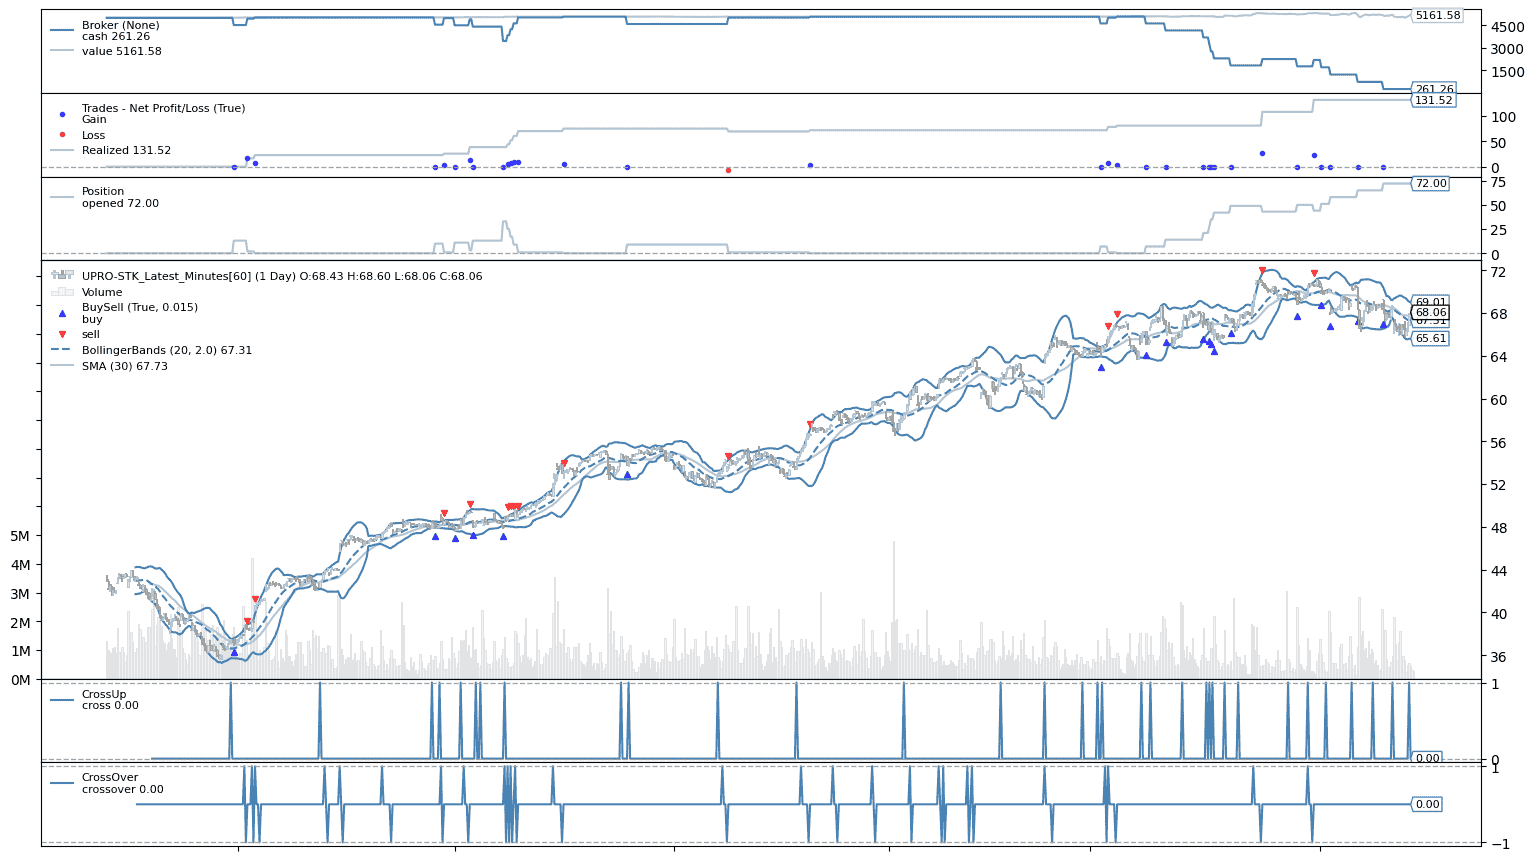 Broker (None)
cash 261.26
value 5161.58
5161.58
4500
3000
1500
261.26
Trades - Net Profit/Loss (True)
Gain
Loss
Realized 131.52
131.52
100
50
0
Position
opened 72.00
75
72.00
50
25
0
UPRO-STK_Latest_Minutes[60] (1 Day) O:68.43 H:68.60 L:68.06 C:68.06
Volume
BuySell (True, 0.015)
buy
sell
BollingerBands (20, 2.0) 67.31
SMA (30) 67.73
72
69.01
68.06
67.31
68
65.61
64
60
56
52
48
44
40
36
5M
4M
3M
2M
1M
0M
CrossUp
cross 0.00
1
0.00
0
CrossOver
crossover 0.00
1
0.00
−1